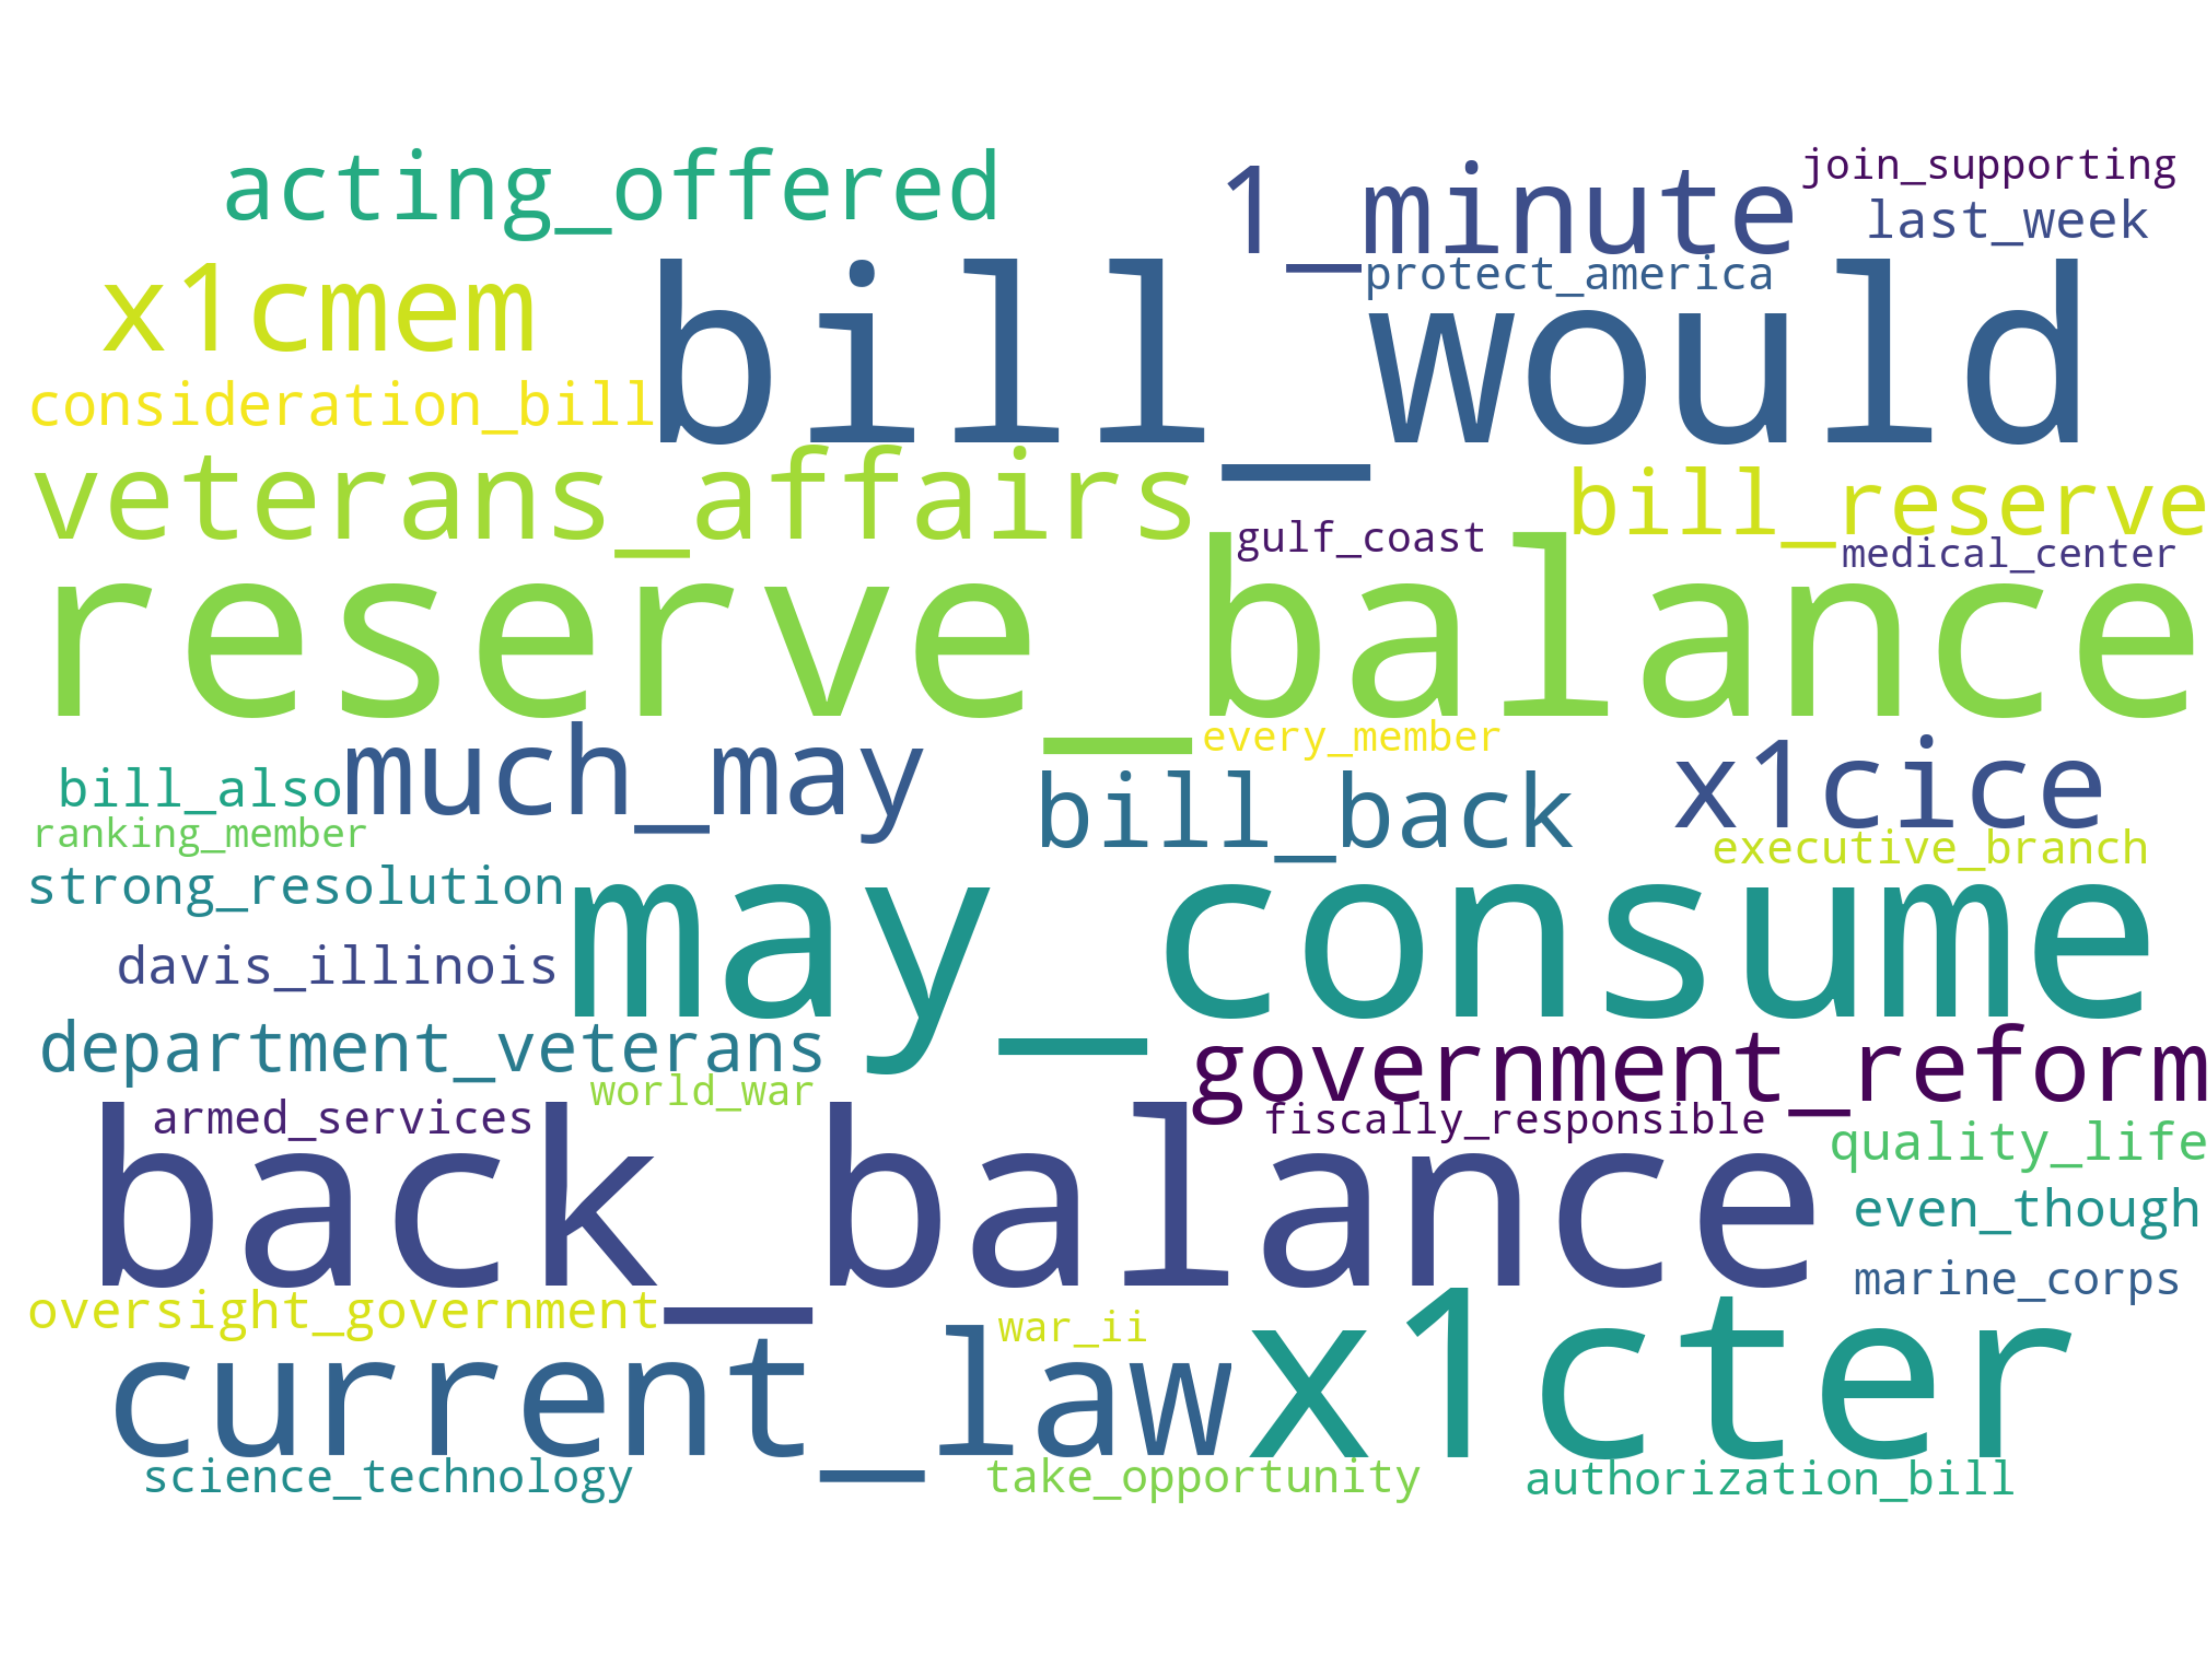 acting_offered
1_minute
join_supporting
last_week
x1cmem
bill_would
protect_america
consideration_bill
veterans_affairs
bill_reserve
gulf_coast
medical_center
reserve_balance
every_member
bill_also
much_may
bill_back
x1cice
ranking_member
executive_branch
strong_resolution
may_consume
davis_illinois
department_veterans
government_reform
world_war
armed_services
fiscally_responsible
quality_life
back_balance
even_though
marine_corps
oversight_government
war_ii
x1cter
current_law
science_technology
take_opportunity
authorization_bill